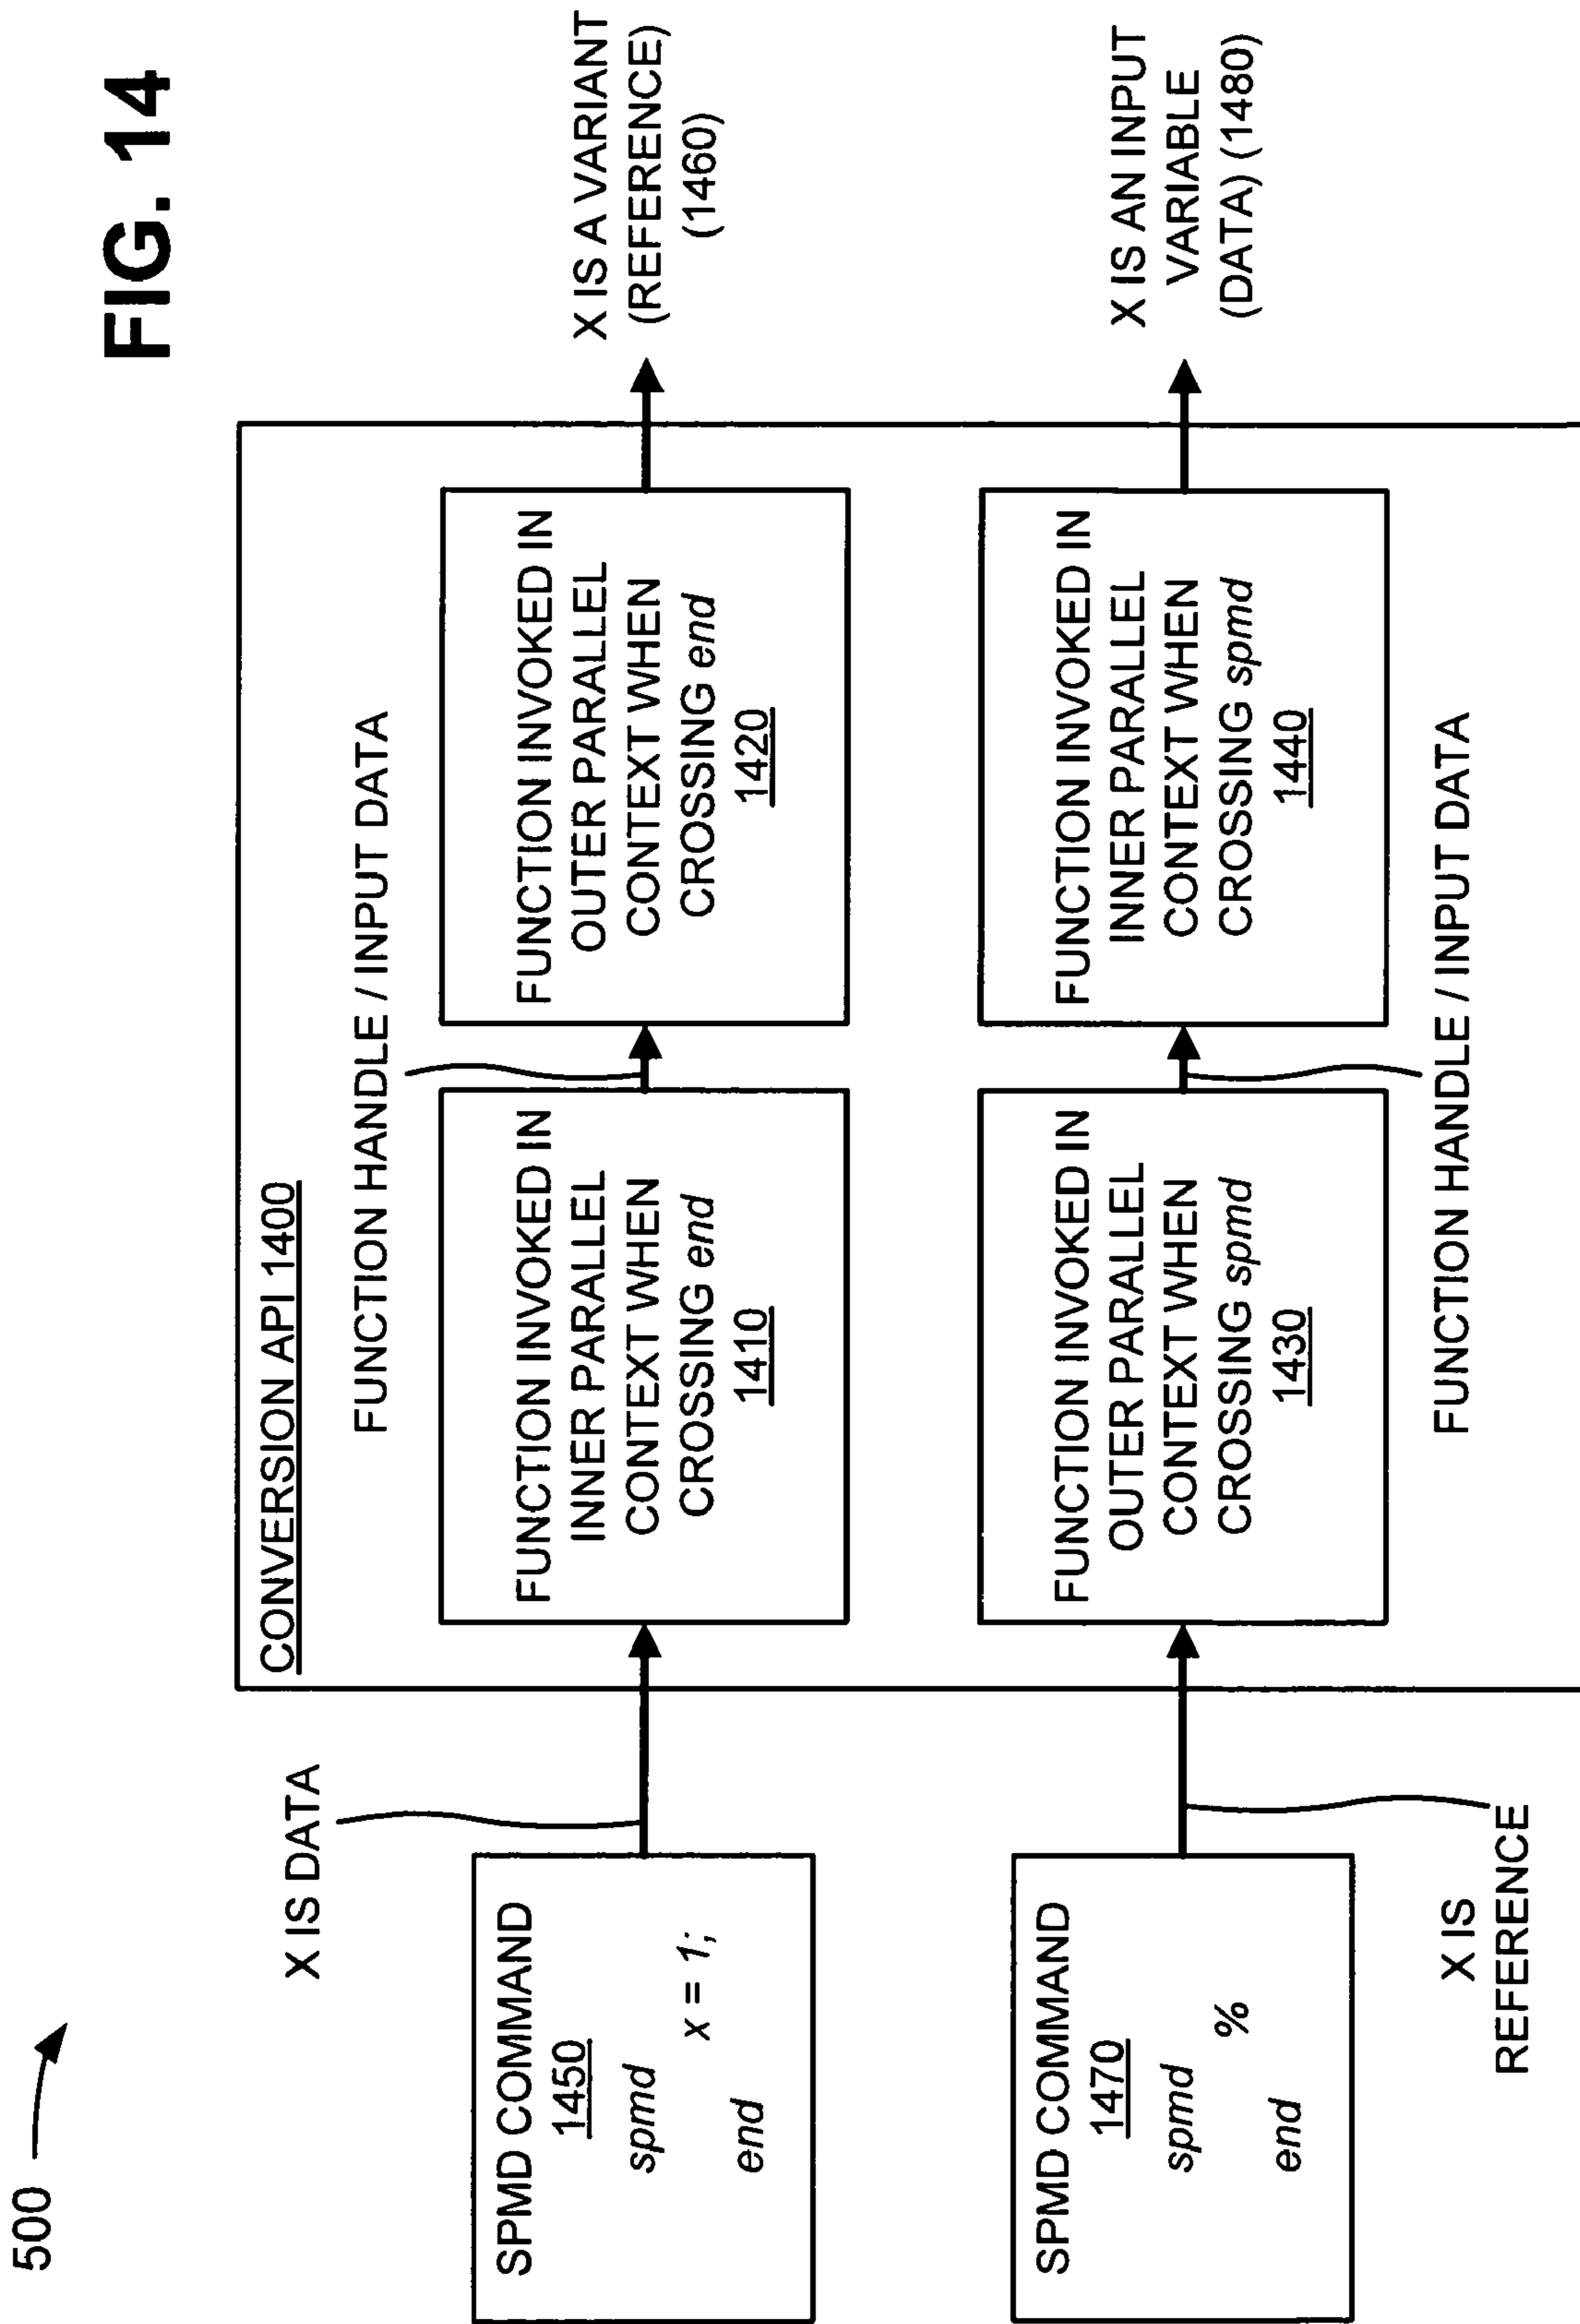 500
FIG. 14
CONVERSION API 1400
X IS DATA
FUNCTION HANDLE / INPUT DATA
SPMD COMMAND
1450
spmd
x = 1;
end
FUNCTION INVOKED IN
INNER PARALLEL
CONTEXT WHEN
CROSSING end
1410
FUNCTION INVOKED IN
OUTER PARALLEL
CONTEXT WHEN
CROSSING end
1420
X IS A VARIANT
(REFERENCE)
(1460)
SPMD COMMAND
1470
spmd
%
end
FUNCTION INVOKED IN
OUTER PARALLEL
CONTEXT WHEN
CROSSING spmd
1430
FUNCTION INVOKED IN
INNER PARALLEL
CONTEXT WHEN
CROSSING spmd
1440
X IS AN INPUT
VARIABLE
(DATA) (1480)
X IS
REFERENCE
FUNCTION HANDLE / INPUT DATA